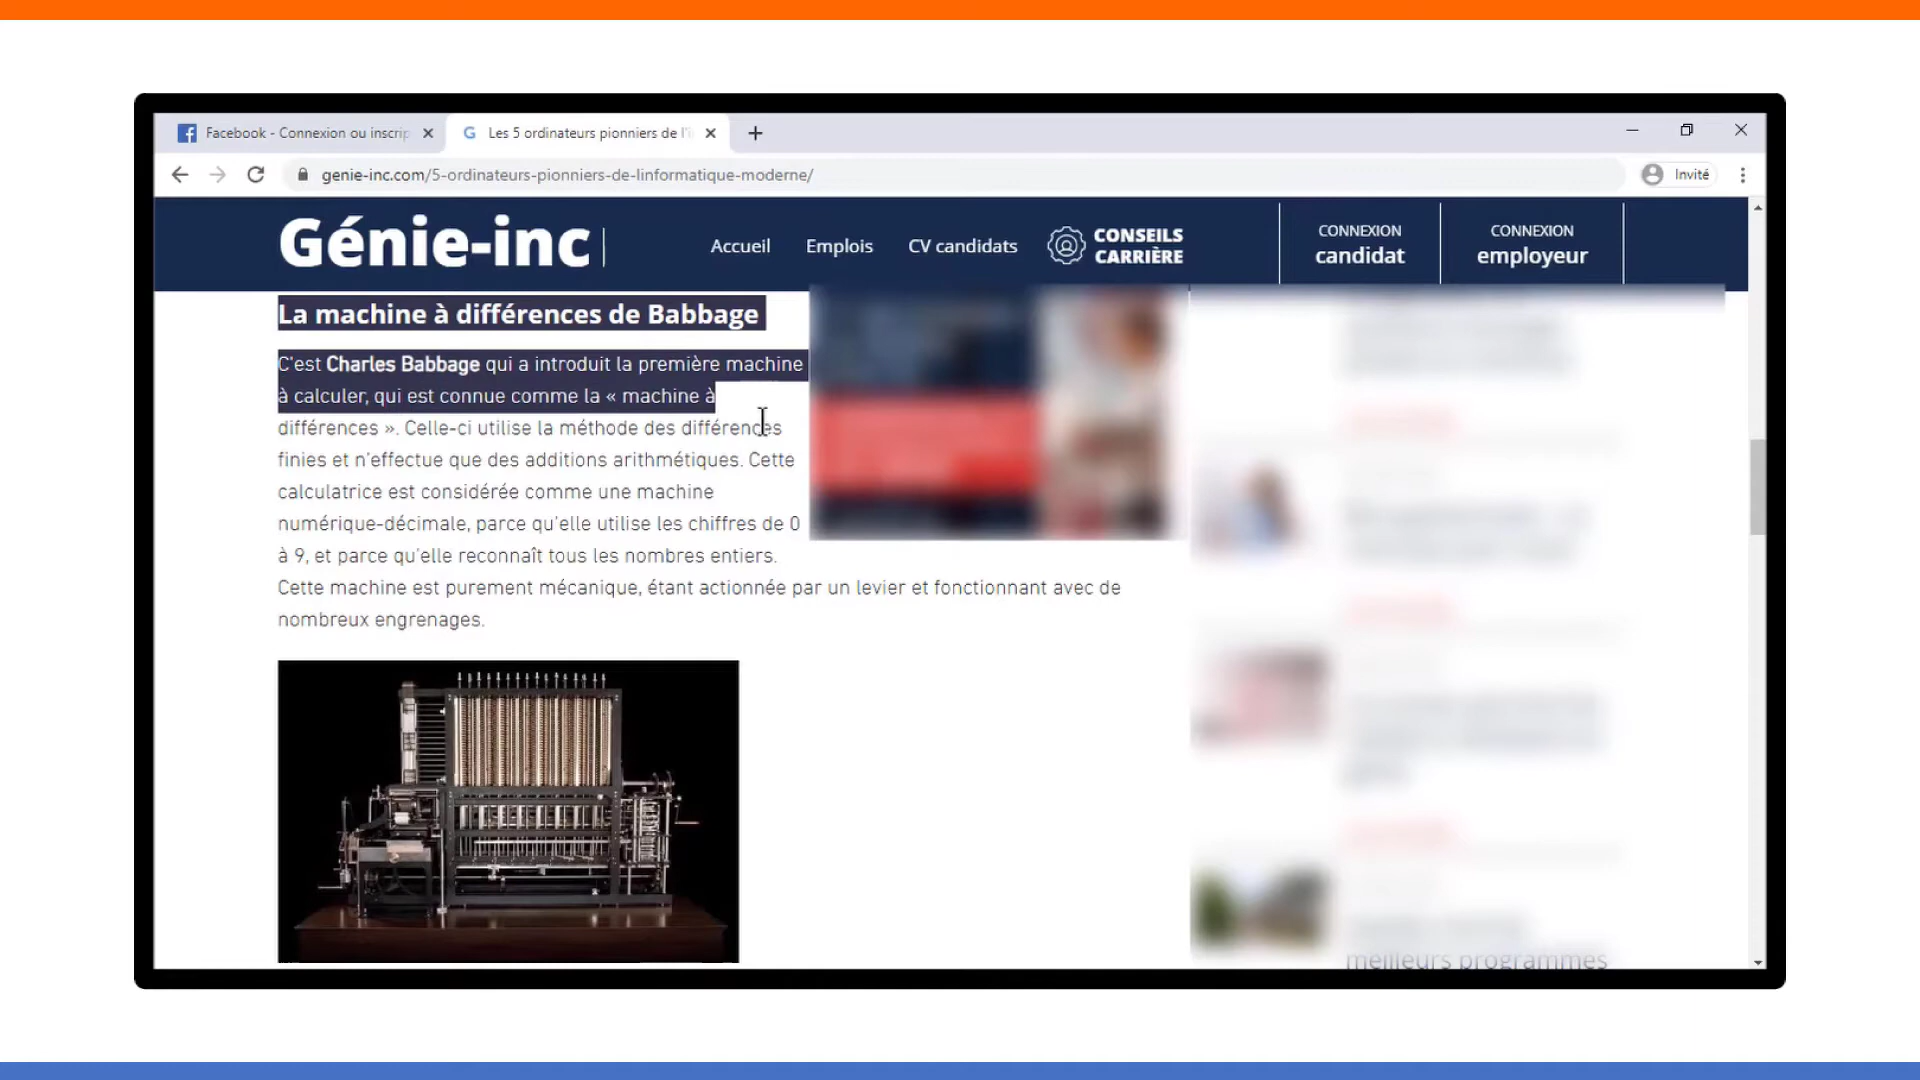 Facebook - Connexion ou inscrip
Les 5 ordinateurs pionniers de l'i
genie-inc.com/5-ordinateurs-pionniers-de-linformatique-moderne/
Invité
Génie-inc
Accueil
Emplois
CV candidats
CONSEILS
CARRIÈRE
CONNEXION
candidat
CONNEXION
employeur
La machine à différences de Babbage
C'est Charles Babbage qui a introduit la première machine
à calculer, qui est connue comme la « machine à
différences ». Celle-ci utilise la méthode des différences
finies et n'effectue que des additions arithmétiques. Cette
calculatrice est considérée comme une machine
numérique-décimale, parce qu'elle utilise les chiffres de 0
à 9, et parce qu'elle reconnaît tous les nombres entiers.
Cette machine est purement mécanique, étant actionnée par un levier et fonctionnant avec de
nombreux engrenages.
meilleurs programmes